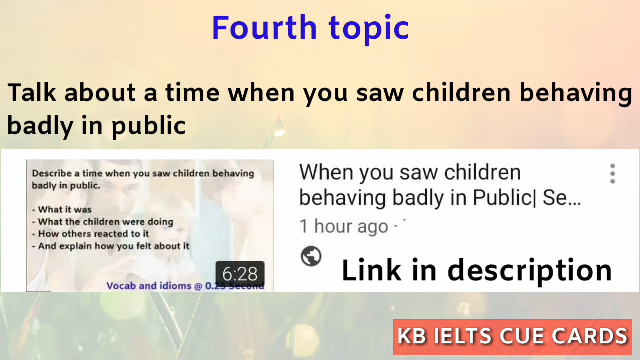 Fourth topic
Talk about a time when you saw children behaving
badly in public
Describe a time when you saw children behaving
badly in public.
- What it was
- What the children were doing
- How others reacted to it
- And explain how you felt about it
6:28
Vocab and idioms @ 0.25 Second
When you saw children
behaving badly in Public| Se...
1 hour ago ·
Link in description
KB IELTS CUE CARDS